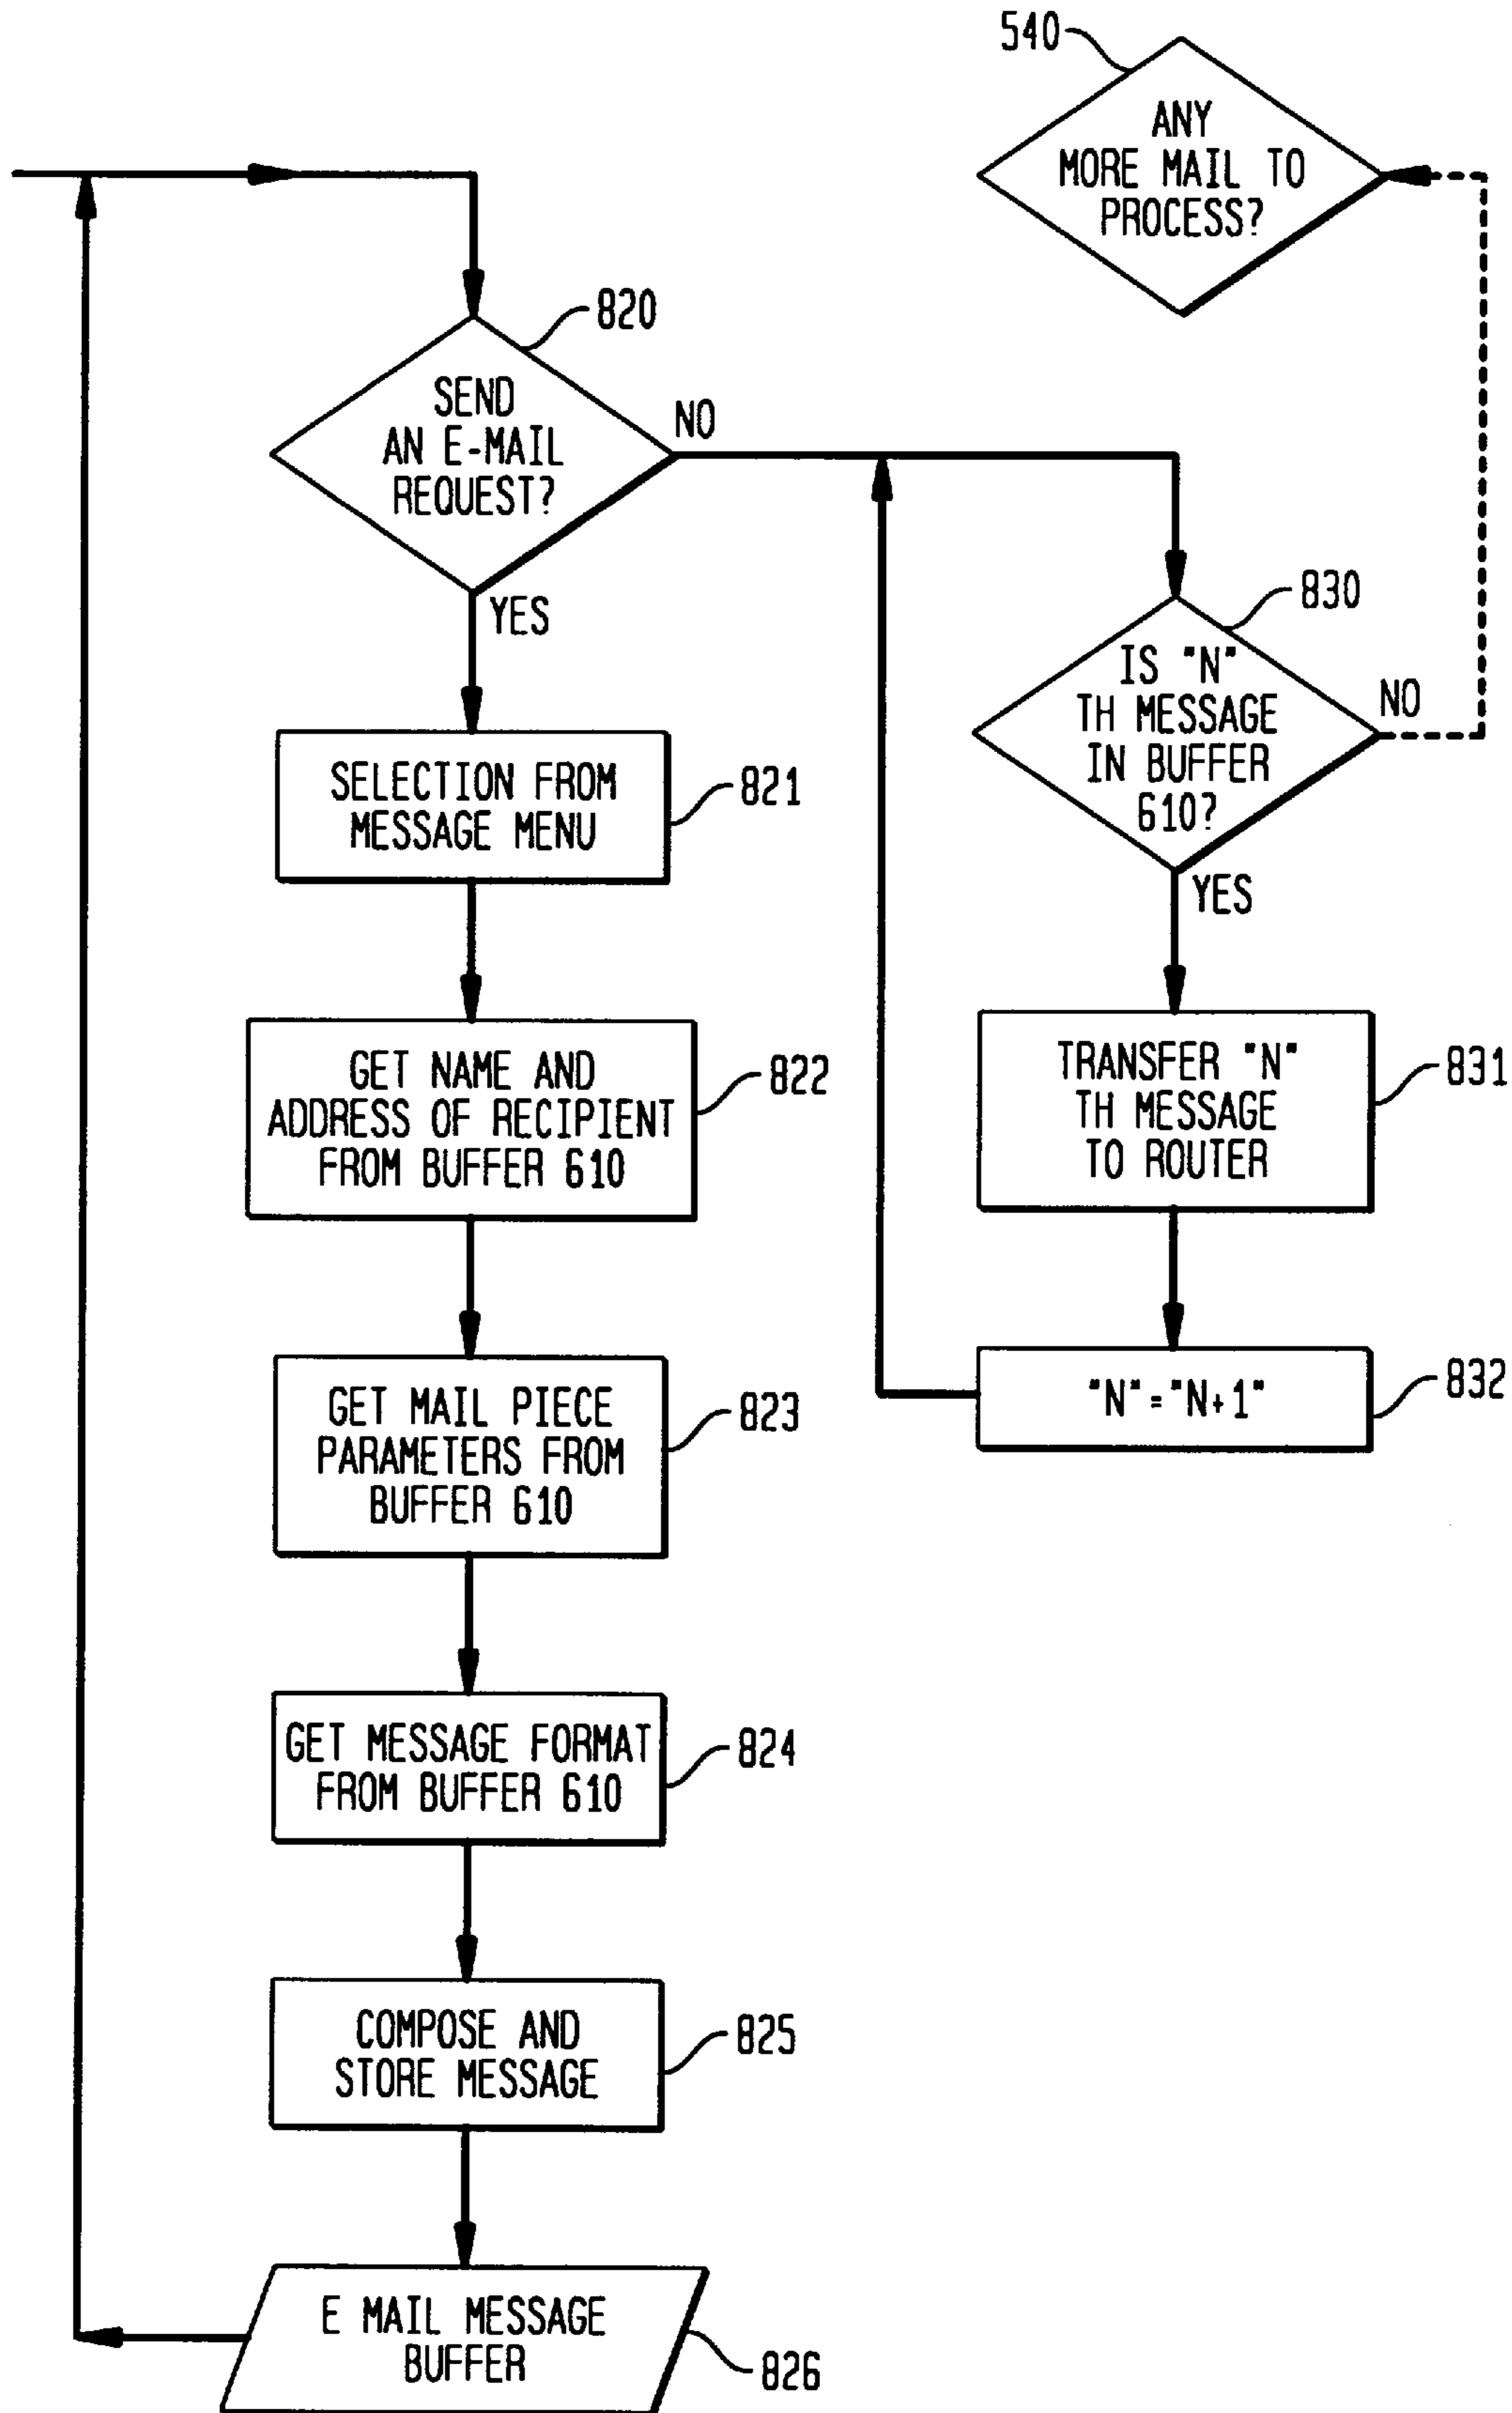 540
ANY
MORE MAIL TO
PROCESS?
820
SEND
AN E-MAIL
REQUEST?
NO
YES
830
IS "N"
TH MESSAGE
IN BUFFER
610?
NO
YES
SELECTION FROM
MESSAGE MENU
821
GET NAME AND
ADDRESS OF RECIPIENT
FROM BUFFER 610
822
TRANSFER "N"
TH MESSAGE
TO ROUTER
831
GET MAIL PIECE
PARAMETERS FROM
BUFFER 610
823
"N"="N+1"
832
GET MESSAGE FORMAT
FROM BUFFER 610
824
COMPOSE AND
STORE MESSAGE
825
E MAIL MESSAGE
BUFFER
826